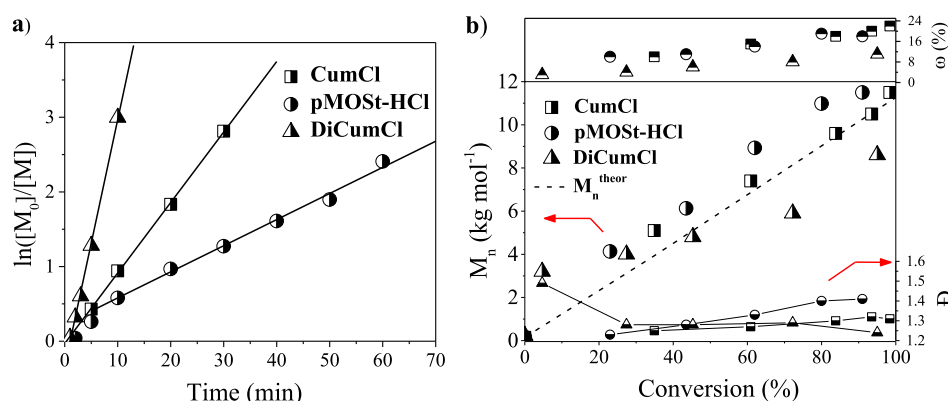 a)
ln([M₀]/[M])
4
3
2
1
0
CumCl
pMOSt-HCl
DiCumCl
0 10 20 30 40 50 60 70
Time (min)
b)
24
16
8
0
ω (%)
12
10
8
6
4
2
0
Mₙ (kg mol⁻¹)
CumCl
pMOSt-HCl
DiCumCl
Mₙ^theor
1.6
1.5
1.4
1.3
1.2
Đ
0 20 40 60 80 100
Conversion (%)